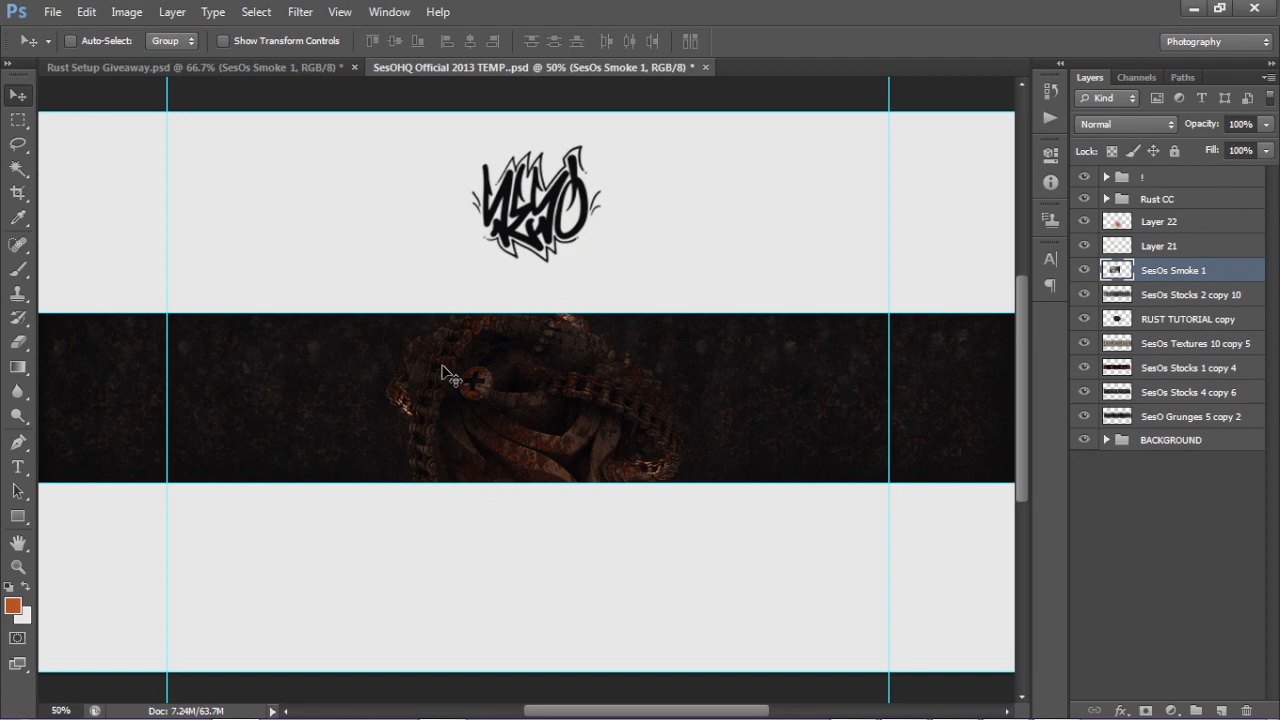 Ps File Edit Image Layer Type Select Filter View Window Help
Auto-Select: Group Show Transform Controls Photography
Rust Setup Giveaway.psd @ 66.7% (SesOs Smoke 1, RGB/8) * × SesOHQ Official 2013 TEMP..psd @ 50% (SesOs Smoke 1, RGB/8) * ×
Layers Channels Paths
Kind
Normal Opacity: 100%
Lock: Fill: 100%
!
Rust CC
Layer 22
Layer 21
SesOs Smoke 1
SesOs Stocks 2 copy 10
RUST TUTORIAL copy
SesOs Textures 10 copy 5
SesOs Stocks 1 copy 4
SesOs Stocks 4 copy 6
SesO Grunges 5 copy 2
BACKGROUND
SESO
50% Doc: 7.24M/63.7M